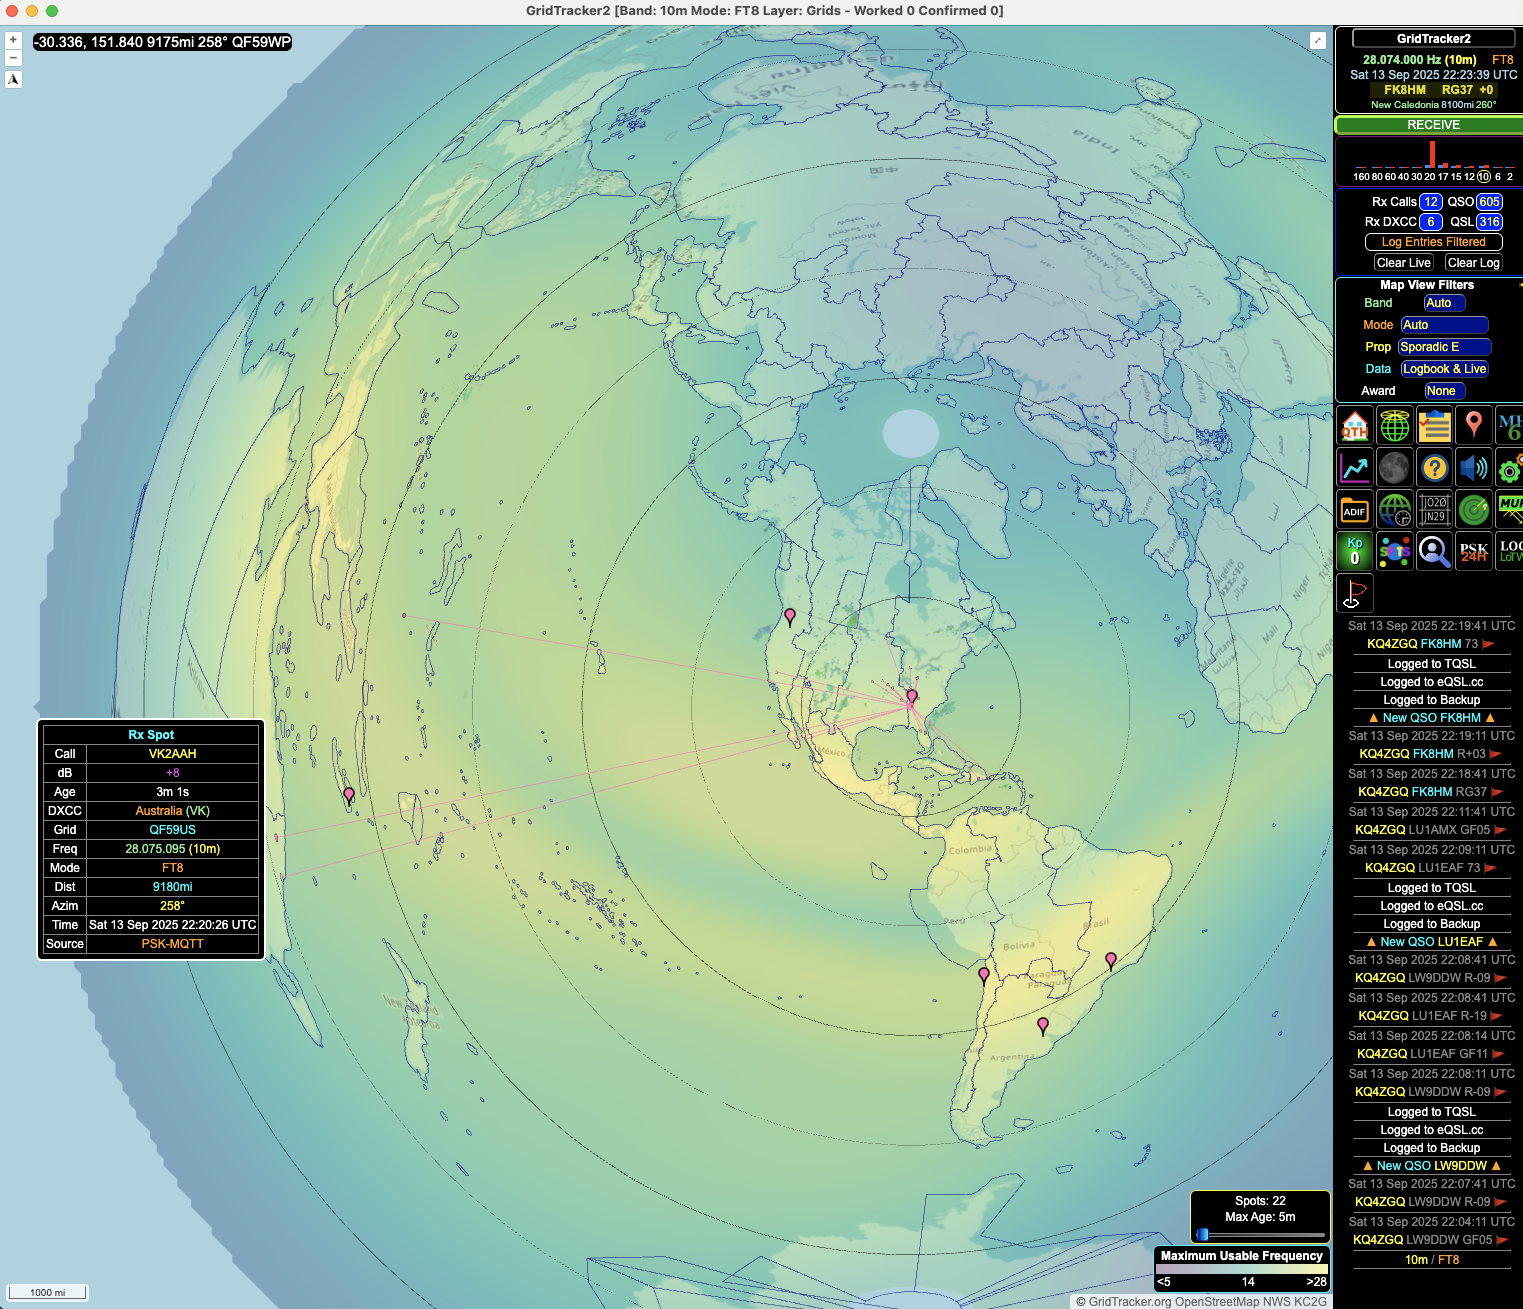 GridTracker2 [Band: 10m Mode: FT8 Layer: Grids - Worked 0 Confirmed 0]
+
-30.336, 151.840 9175mi 258° QF59WP
−
GridTracker2
28.074.000 Hz (10m) FT8
Sat 13 Sep 2025 22:23:39 UTC
FK8HM RG37 +0
New Caledonia 8100mi 260°
RECEIVE
160 80 60 40 30 20 17 15 12 10 6 2
Rx Calls 12 QSO 605
Rx DXCC 6 QSL 316
Log Entries Filtered
Clear Live Clear Log
Map View Filters
Band Auto
Mode Auto
Prop Sporadic E
Data Logbook & Live
Award None
QTH
ADIF
JO20
JN29
MUF
Kp
0
SPOTS
PSK
24H
Sat 13 Sep 2025 22:19:41 UTC
KQ4ZGQ FK8HM 73
Logged to TQSL
Logged to eQSL.cc
Logged to Backup
New QSO FK8HM
Sat 13 Sep 2025 22:19:11 UTC
KQ4ZGQ FK8HM R+03
Sat 13 Sep 2025 22:18:41 UTC
KQ4ZGQ FK8HM RG37
Sat 13 Sep 2025 22:11:41 UTC
KQ4ZGQ LU1AMX GF05
Sat 13 Sep 2025 22:09:11 UTC
KQ4ZGQ LU1EAF 73
Logged to TQSL
Logged to eQSL.cc
Logged to Backup
New QSO LU1EAF
Sat 13 Sep 2025 22:08:41 UTC
KQ4ZGQ LW9DDW R-09
Sat 13 Sep 2025 22:08:41 UTC
KQ4ZGQ LU1EAF R-19
Sat 13 Sep 2025 22:08:14 UTC
KQ4ZGQ LU1EAF GF11
Sat 13 Sep 2025 22:08:11 UTC
KQ4ZGQ LW9DDW R-09
Logged to TQSL
Logged to eQSL.cc
Logged to Backup
New QSO LW9DDW
Sat 13 Sep 2025 22:07:41 UTC
KQ4ZGQ LW9DDW R-09
Sat 13 Sep 2025 22:04:11 UTC
KQ4ZGQ LW9DDW GF05
10m / FT8
Rx Spot
Call VK2AAH
dB +8
Age 3m 1s
DXCC Australia (VK)
Grid QF59US
Freq 28.075.095 (10m)
Mode FT8
Dist 9180mi
Azim 258°
Time Sat 13 Sep 2025 22:20:26 UTC
Source PSK-MQTT
México
Colombia
Perú
Brasil
Bolivia
Paraguay /
Paraguái
Argentina
Spots: 22
Max Age: 5m
Maximum Usable Frequency
<5 14 >28
1000 mi
© GridTracker.org OpenStreetMap NWS KC2G